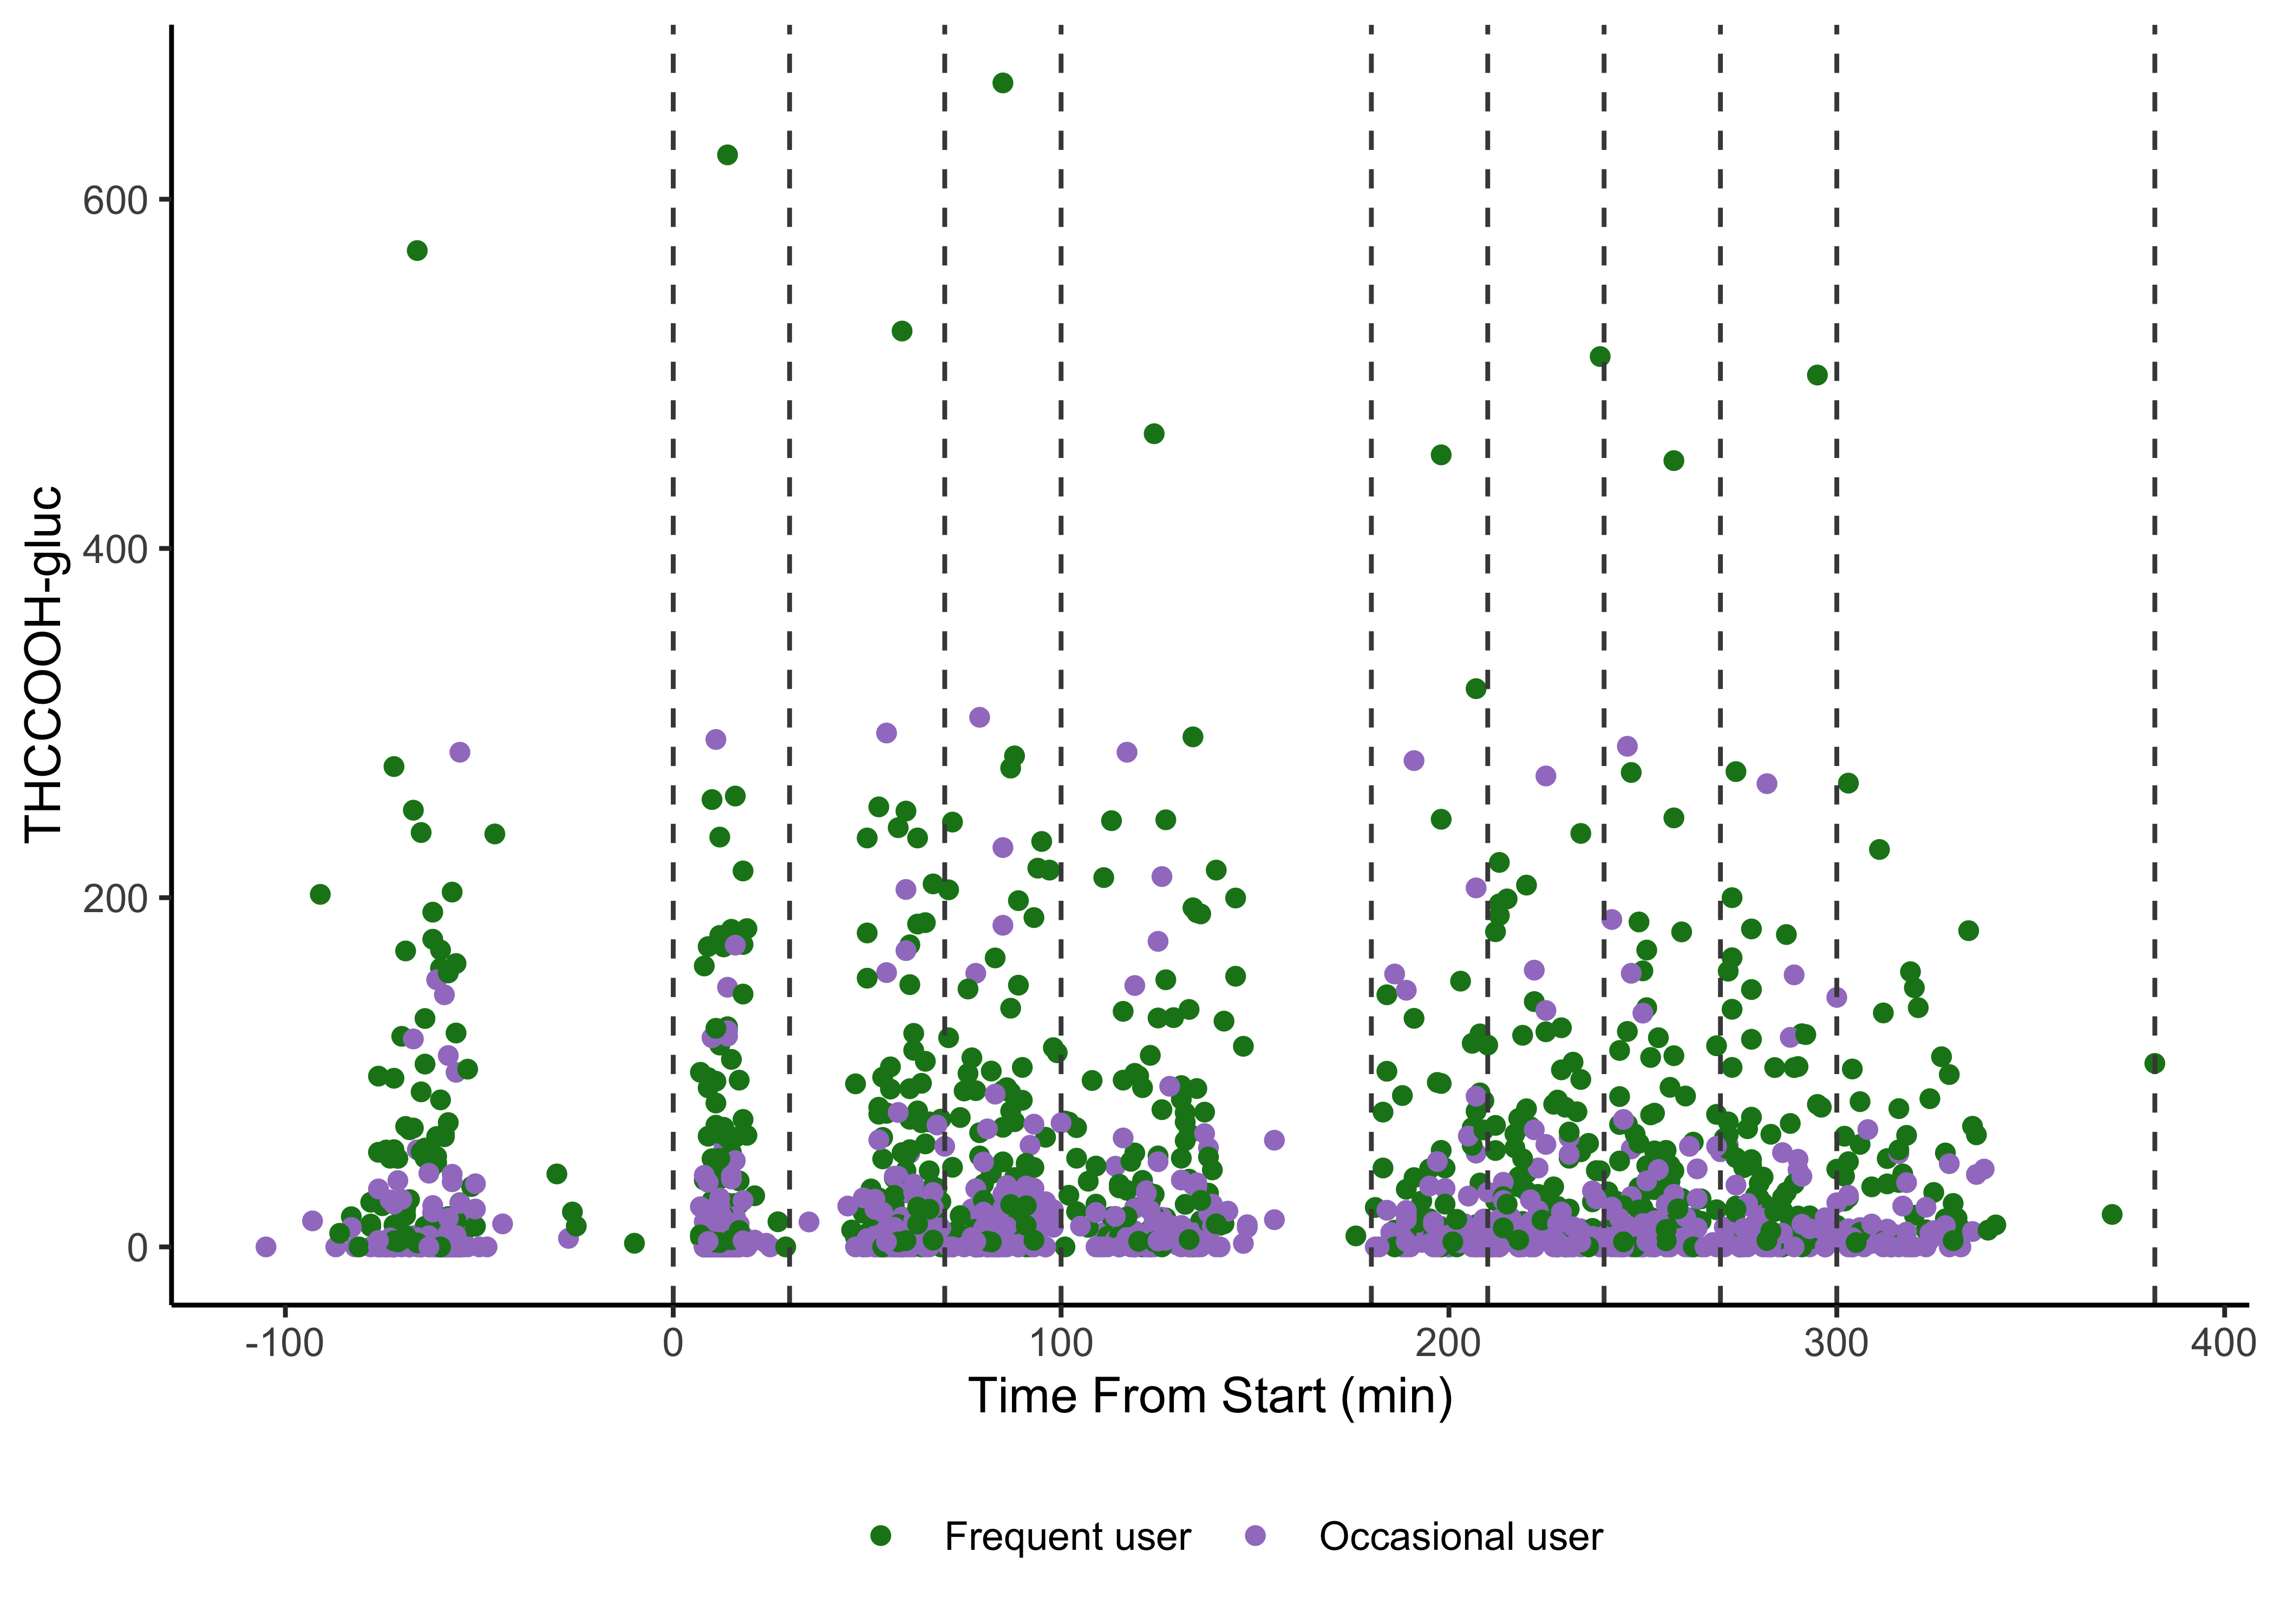 THCCOOH-gluc
600
400
200
0
-100 0 100 200 300 400
Time From Start (min)
Frequent user Occasional user